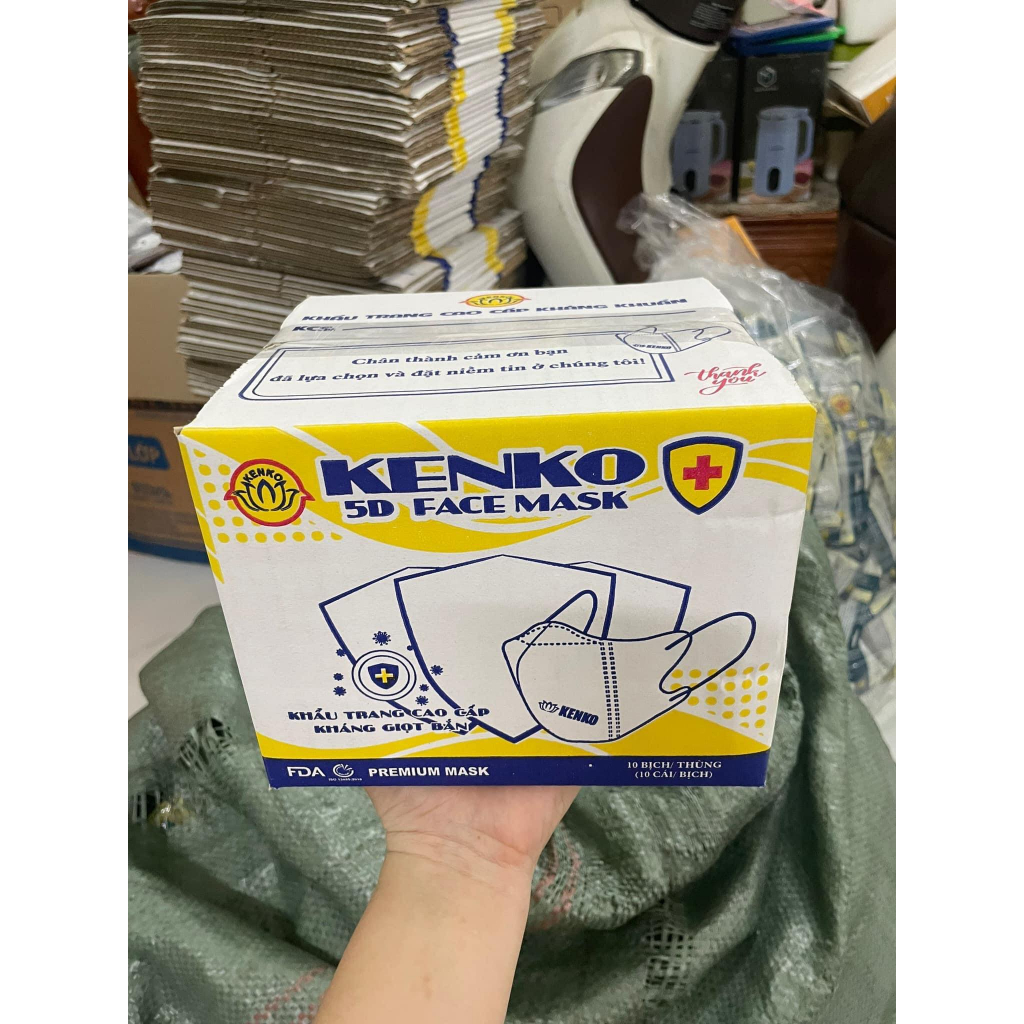 KHẨU TRANG CAO CẤP KHÁNG KHUẨN
KCS
Chân thành cảm ơn bạn
đã lựa chọn và đặt niềm tin ở chúng tôi!
thank you
KENKO
KENKO
5D FACE MASK
KENKO
KHẨU TRANG CAO CẤP
KHÁNG GIỌT BẮN
FDA
PREMIUM MASK
10 BỊCH/ THÙNG
(10 CÁI/ BỊCH)
LỚP